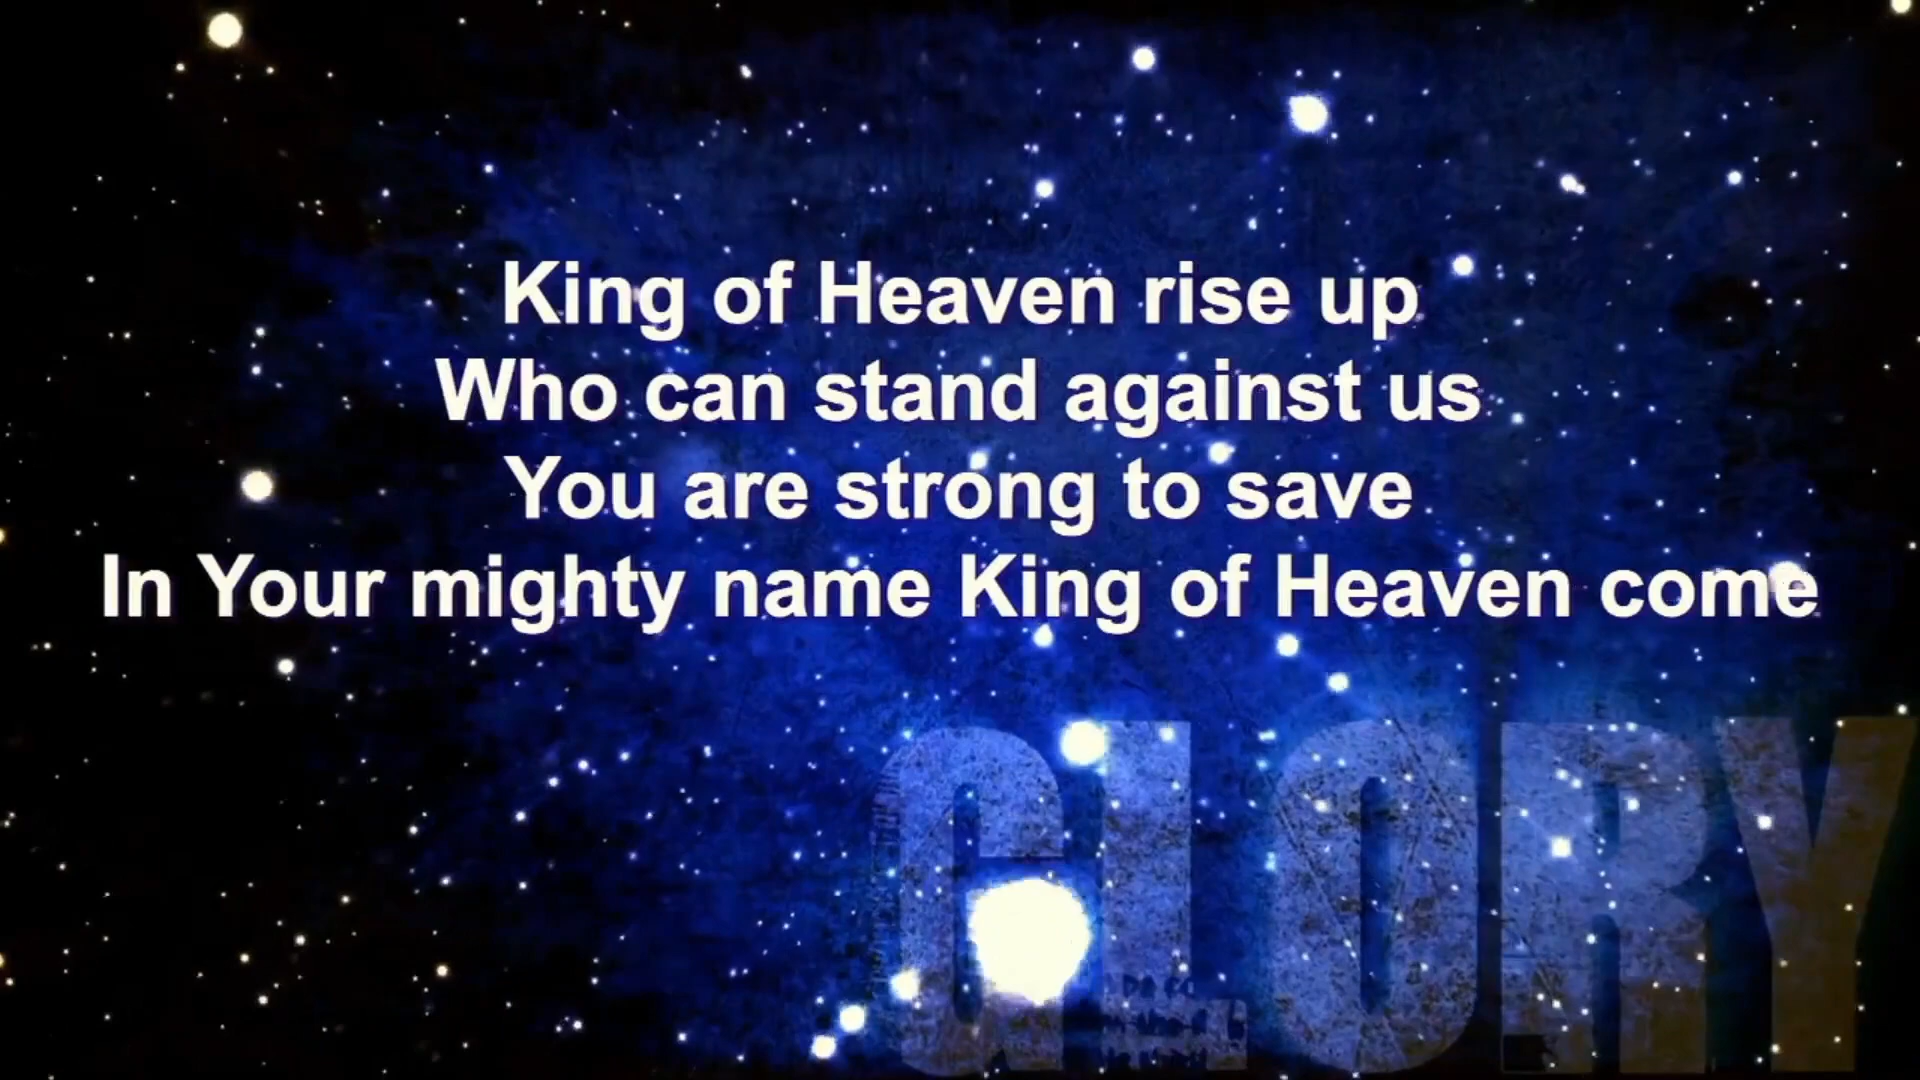 King of Heaven rise up
Who can stand against us
You are strong to save
In Your mighty name King of Heaven come
GLORY